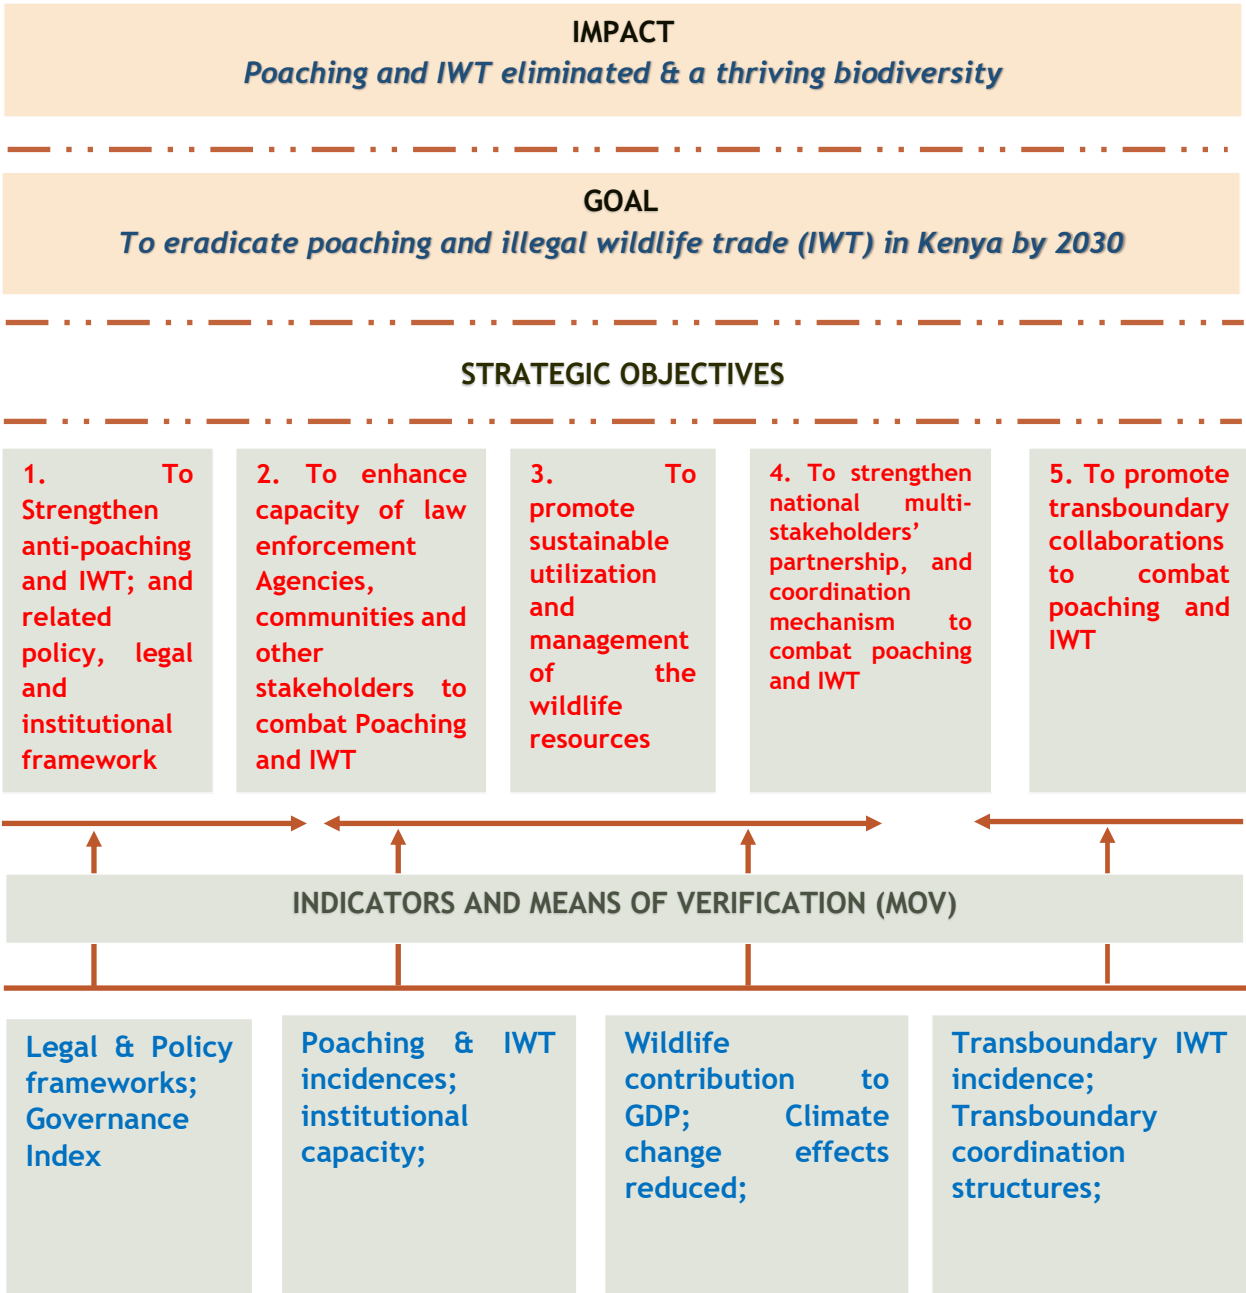 IMPACT
Poaching and IWT eliminated & a thriving biodiversity
GOAL
To eradicate poaching and illegal wildlife trade (IWT) in Kenya by 2030
STRATEGIC OBJECTIVES
1. To
Strengthen
anti-poaching
and IWT; and
related
policy, legal
and
institutional
framework
2. To enhance
capacity of law
enforcement
Agencies,
communities and
other
stakeholders to
combat Poaching
and IWT
3. To
promote
sustainable
utilization
and
management
of the
wildlife
resources
4. To strengthen
national multi-
stakeholders’
partnership, and
coordination
mechanism to
combat poaching
and IWT
5. To promote
transboundary
collaborations
to combat
poaching and
IWT
INDICATORS AND MEANS OF VERIFICATION (MOV)
Legal & Policy
frameworks;
Governance
Index
Poaching & IWT
incidences;
institutional
capacity;
Wildlife
contribution to
GDP; Climate
change effects
reduced;
Transboundary IWT
incidence;
Transboundary
coordination
structures;